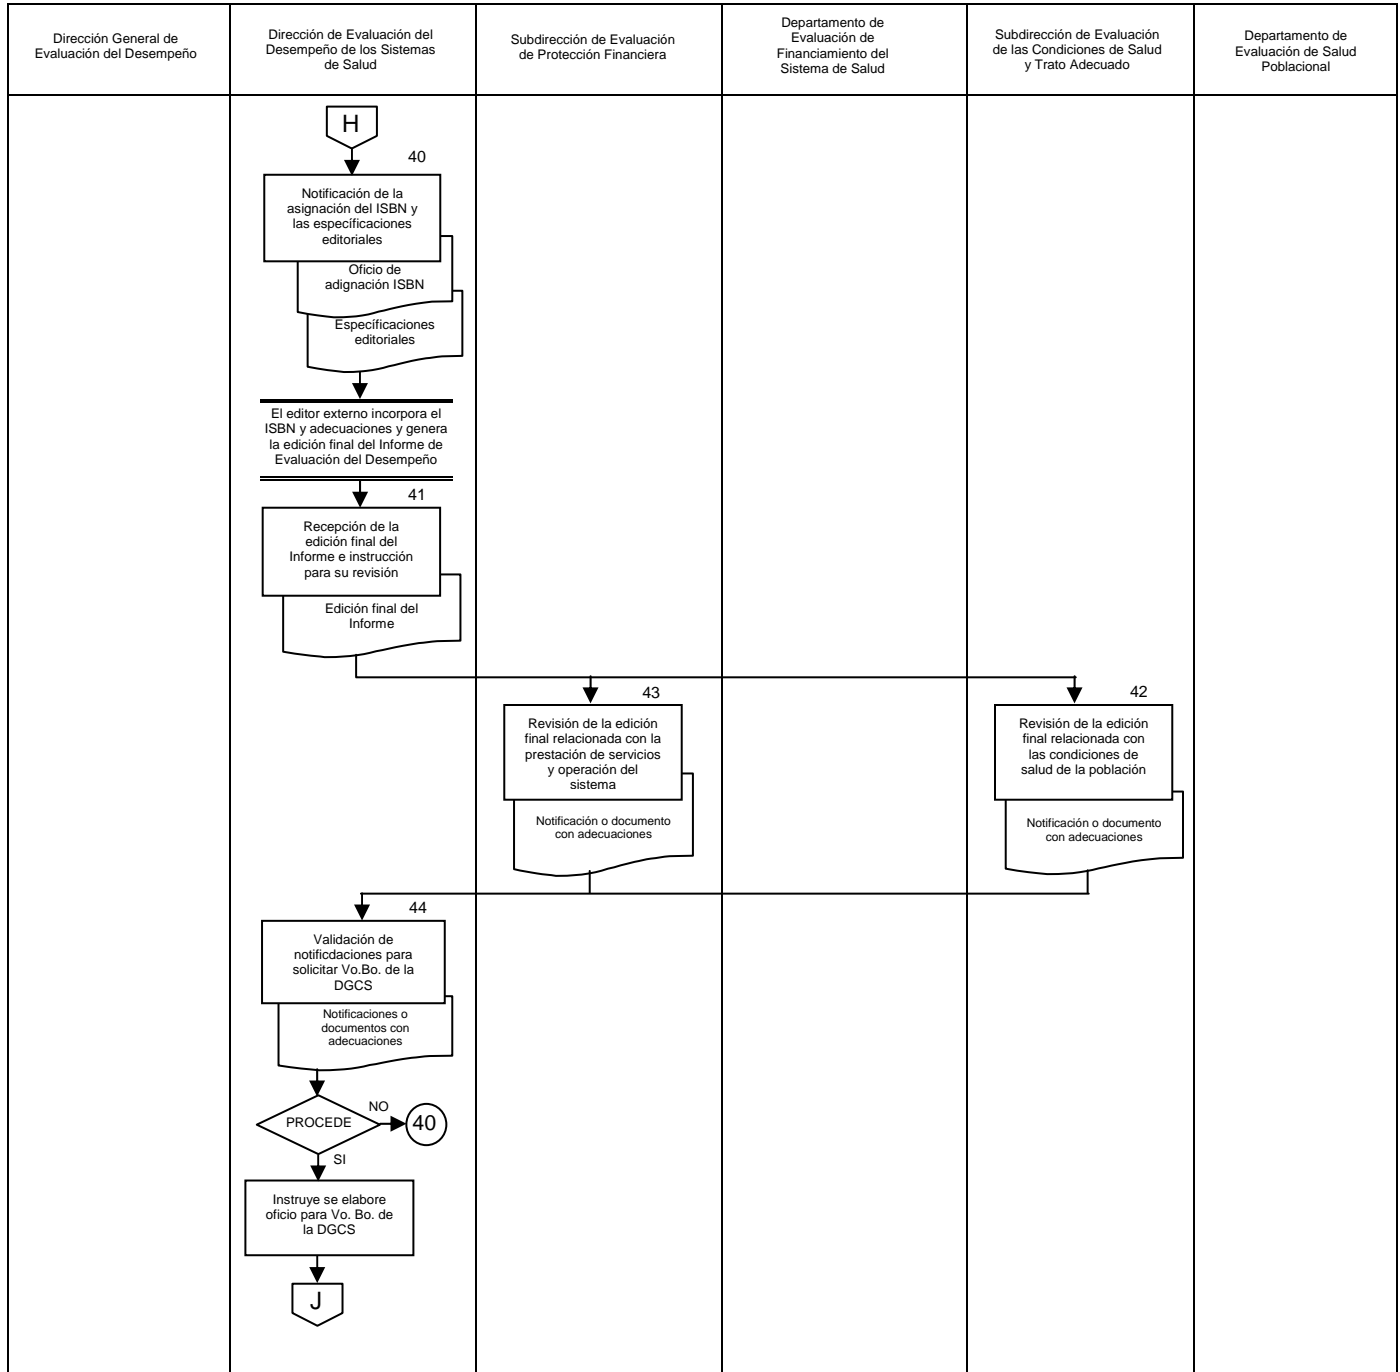 Dirección General de
Evaluación del Desempeño
Dirección de Evaluación del
Desempeño de los Sistemas
de Salud
Subdirección de Evaluación
de Protección Financiera
Departamento de
Evaluación de
Financiamiento del
Sistema de Salud
Subdirección de Evaluación
de las Condiciones de Salud
y Trato Adecuado
Departamento de
Evaluación de Salud
Poblacional
H
40
Notificación de la
asignación del ISBN y
las específicaciones
editoriales
Oficio de
adignación ISBN
Específicaciones
editoriales
El editor externo incorpora el
ISBN y adecuaciones y genera
la edición final del Informe de
Evaluación del Desempeño
41
Recepción de la
edición final del
Informe e instrucción
para su revisión
Edición final del
Informe
43
Revisión de la edición
final relacionada con la
prestación de servicios
y operación del
sistema
Notificación o documento
con adecuaciones
42
Revisión de la edición
final relacionada con
las condiciones de
salud de la población
Notificación o documento
con adecuaciones
44
Validación de
notificdaciones para
solicitar Vo.Bo. de la
DGCS
Notificaciones o
documentos con
adecuaciones
PROCEDE
NO
40
SI
Instruye se elabore
oficio para Vo. Bo. de
la DGCS
J